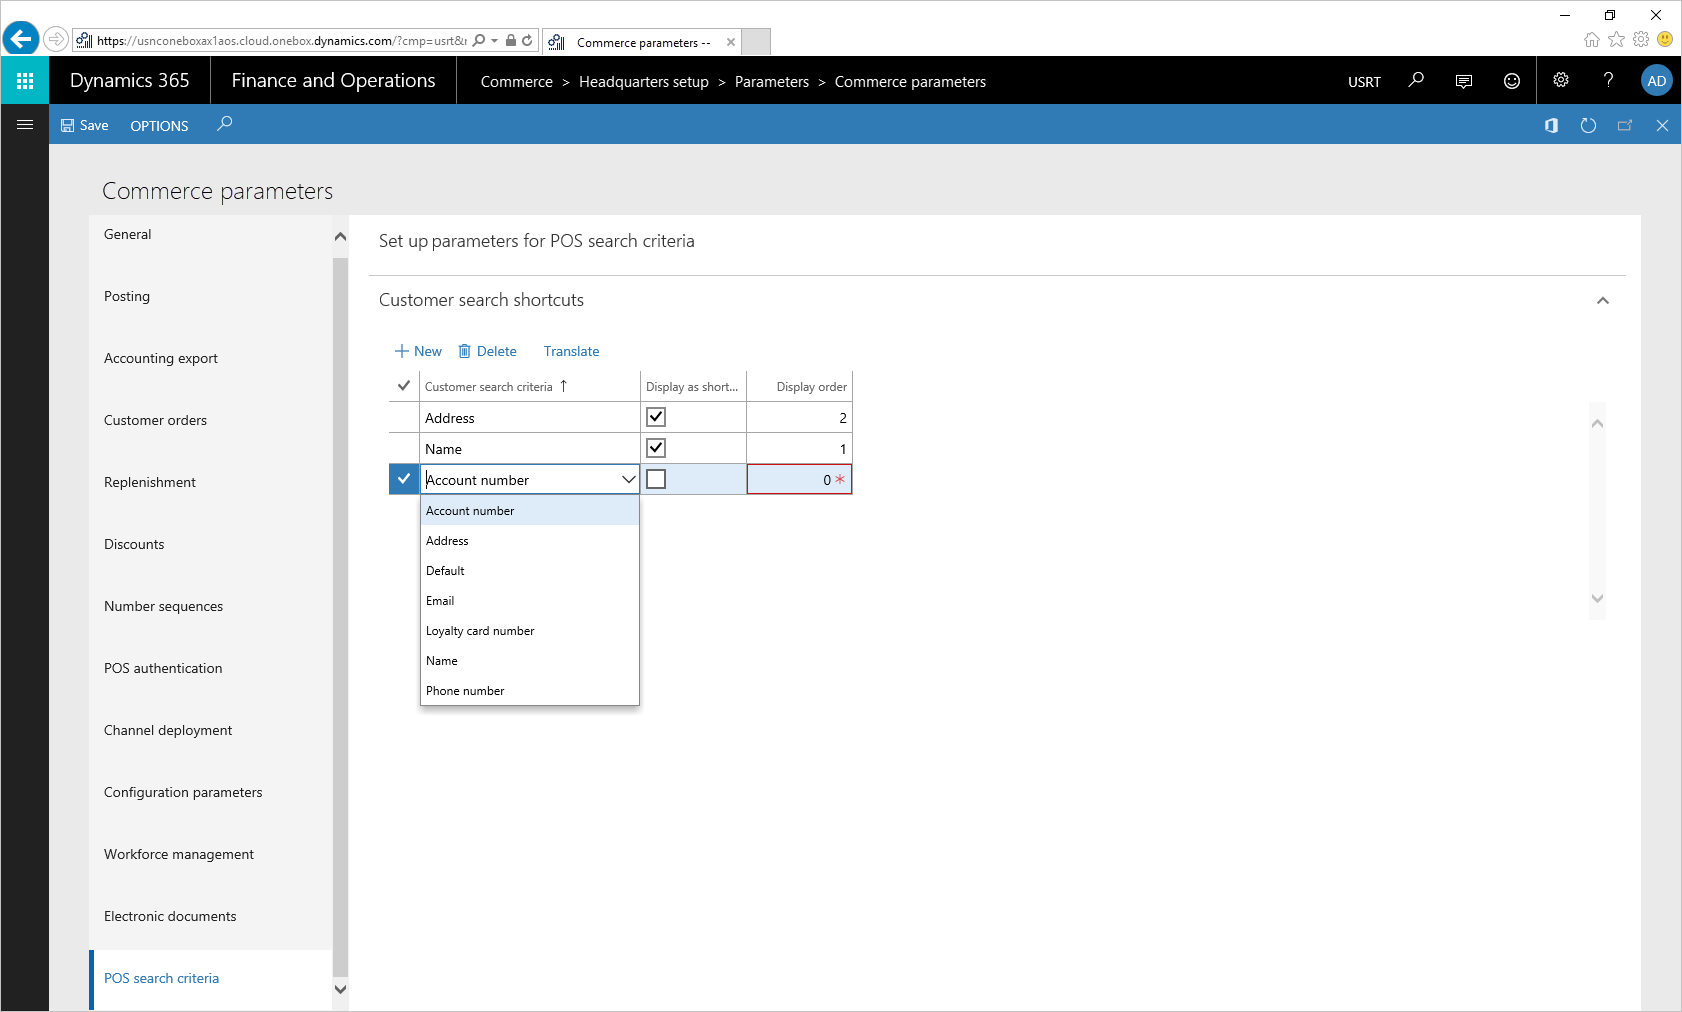 https://usnconeboxax1aos.cloud.onebox.dynamics.com/?cmp=usrt&
Commerce parameters --
Dynamics 365
Finance and Operations
Commerce > Headquarters setup > Parameters > Commerce parameters
USRT
?
AD
Save
OPTIONS
Commerce parameters
General
Posting
Accounting export
Customer orders
Replenishment
Discounts
Number sequences
POS authentication
Channel deployment
Configuration parameters
Workforce management
Electronic documents
POS search criteria
Set up parameters for POS search criteria
Customer search shortcuts
New
Delete
Translate
Customer search criteria ↑
Display as short...
Display order
Address
2
Name
1
Account number
0 *
Account number
Address
Default
Email
Loyalty card number
Name
Phone number